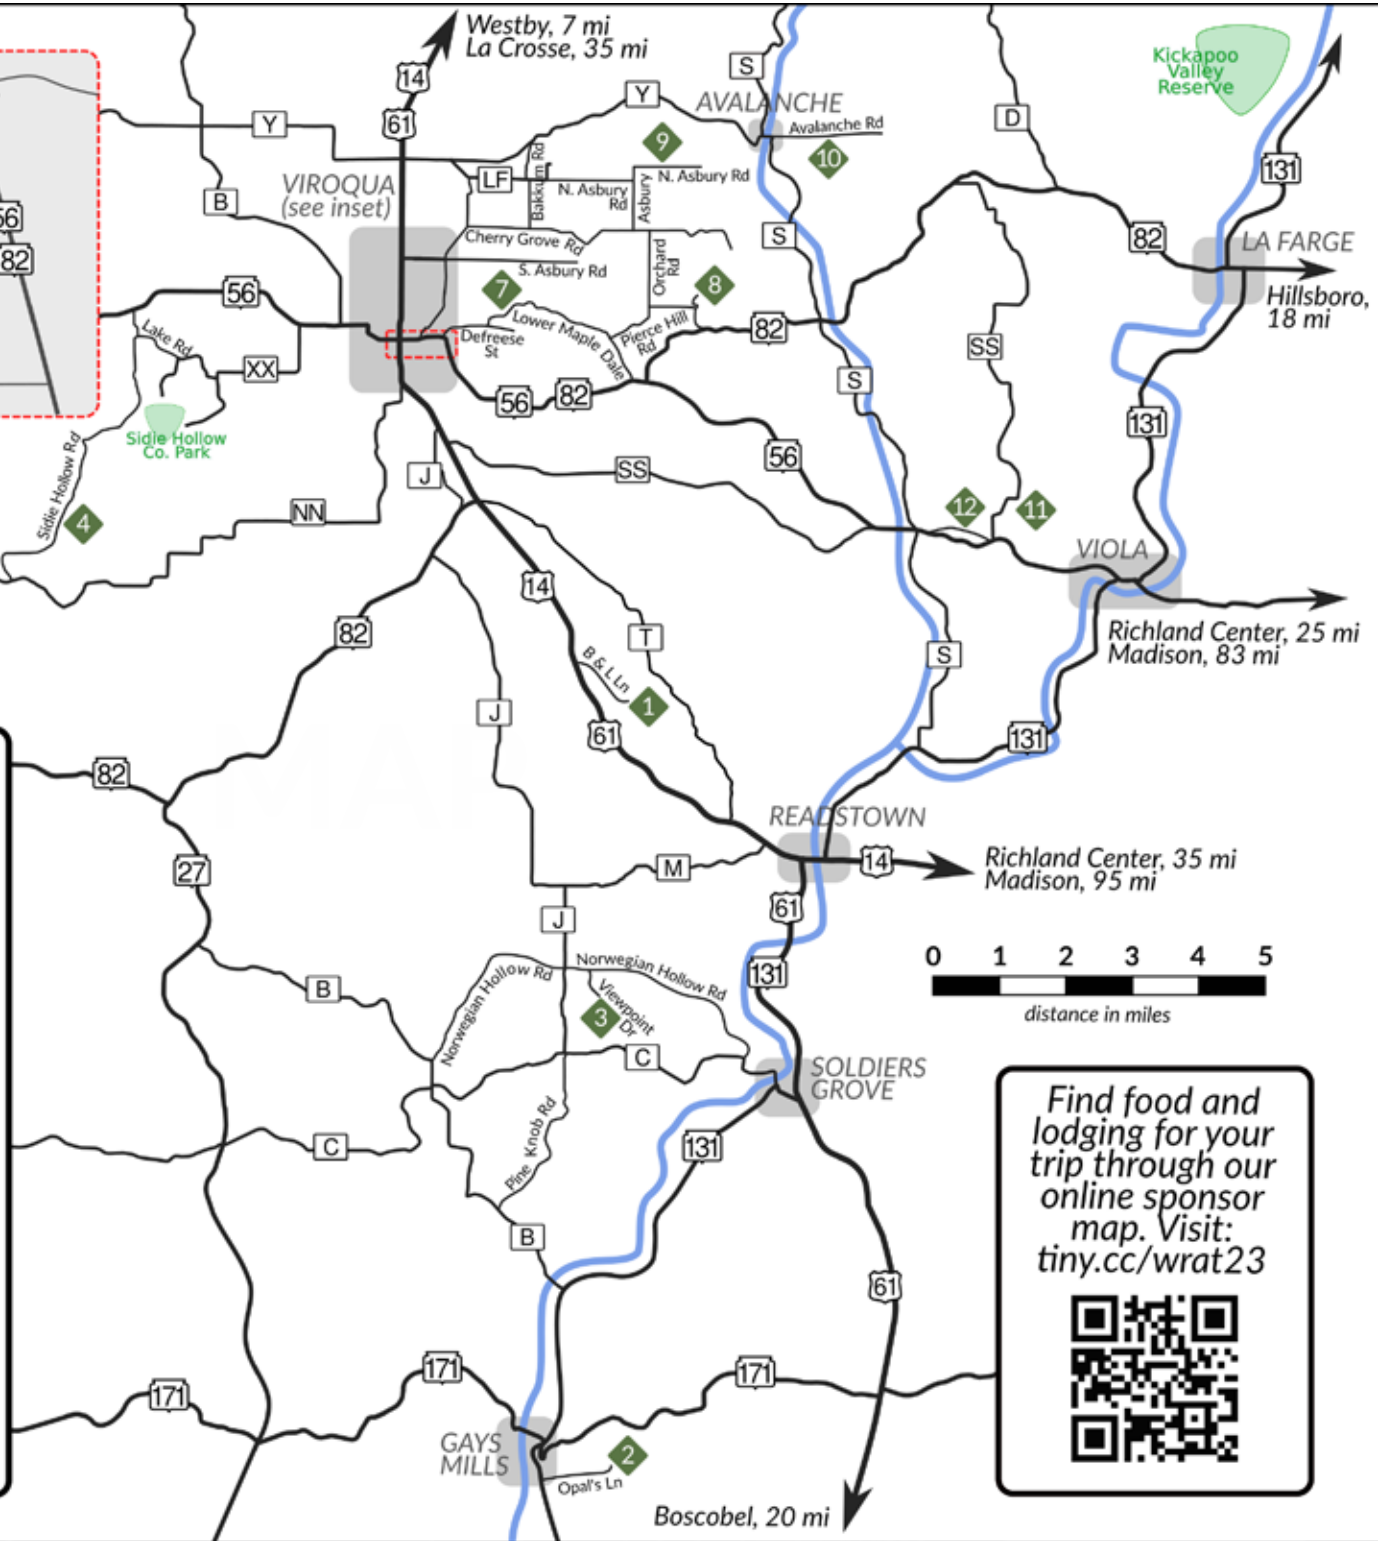 Westby, 7 mi
La Crosse, 35 mi
14
61
Kickapoo
Valley
Reserve
S
Y
AVALANCHE
Avalanche Rd
D
Y
9
10
131
Bakkum Rd
LF
N. Asbury Rd
N. Asbury
Rd
Asbury
VIROQUA
(see inset)
B
56
82
S
82
LA FARGE
Cherry Grove Rd
S. Asbury Rd
Orchard
Rd
Hillsboro,
18 mi
56
7
8
Lower Maple Dale
Pierce Hill
Rd
82
Defreese
St
Lake Rd
XX
SS
S
56
82
131
Sidie Hollow
Co. Park
56
Sidie Hollow Rd
J
SS
4
NN
12
11
VIOLA
14
82
T
B & L Ln
S
Richland Center, 25 mi
Madison, 83 mi
J
1
61
131
82
READSTOWN
27
M
14
Richland Center, 35 mi
Madison, 95 mi
61
J
0 1 2 3 4 5
distance in miles
B
Norwegian Hollow Rd
Norwegian Hollow Rd
131
Viewpoint
Dr
3
C
SOLDIERS
GROVE
C
Pine Knob Rd
131
B
61
Find food and
lodging for your
trip through our
online sponsor
map. Visit:
tiny.cc/wrat23
171
171
171
GAYS
MILLS
2
Opal's Ln
Boscobel, 20 mi